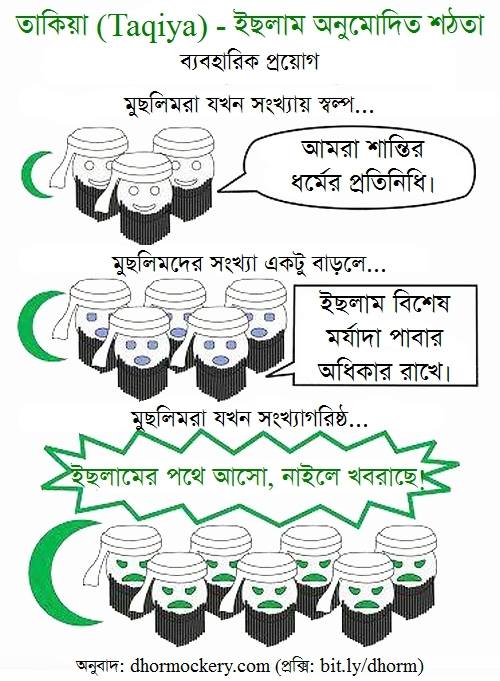 তাকিয়া (Taqiya) - ইছলাম অনুমোদিত শঠতা
ব্যবহারিক প্রয়োগ
মুছলিমরা যখন সংখ্যায় স্বল্প...
আমরা শান্তির
ধর্মের প্রতিনিধি।
মুছলিমদের সংখ্যা একটু বাড়লে...
ইছলাম বিশেষ
মর্যাদা পাবার
অধিকার রাখে।
মুছলিমরা যখন সংখ্যাগরিষ্ঠ...
ইছলামের পথে আসো, নাইলে খবরাছে!
অনুবাদ: dhormockery.com (প্রক্সি: bit.ly/dhorm)